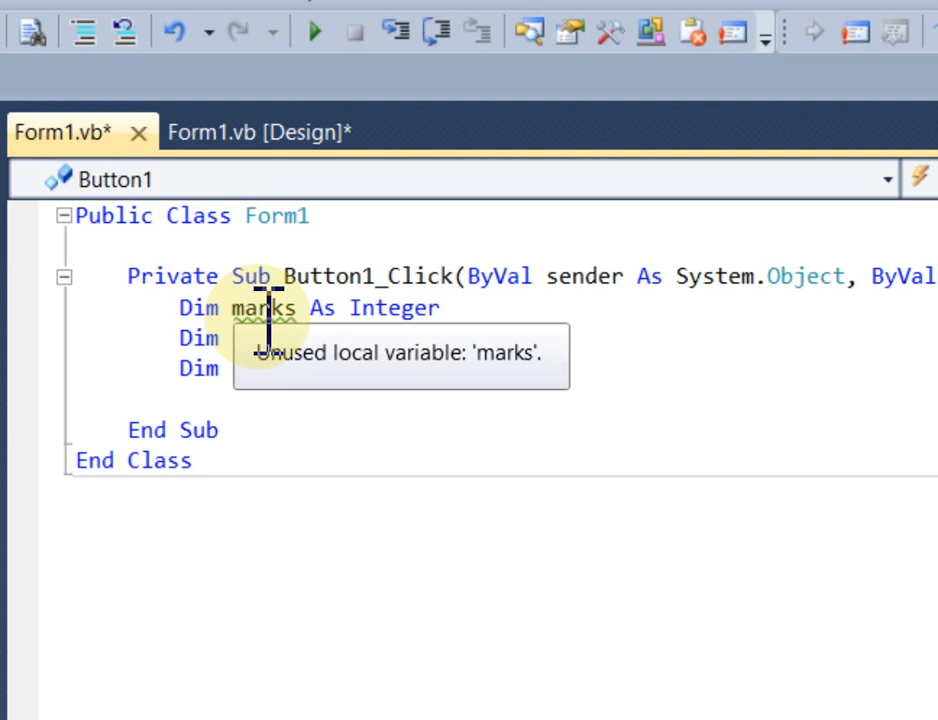 Form1.vb* Form1.vb [Design]*
Button1
Public Class Form1
Private Sub Button1_Click(ByVal sender As System.Object, ByVal
Dim marks As Integer
Dim
Unused local variable: 'marks'.
Dim
End Sub
End Class